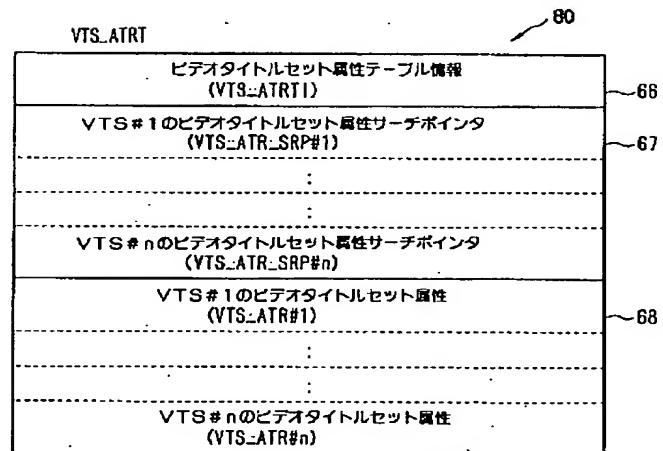 80
VTS_ATRT
ビデオタイトルセット属性テーブル情報
(VTS_ATRTI)
66
VTS#1のビデオタイトルセット属性サーチポインタ
(VTS_ATR_SRP#1)
67
:
:
VTS#nのビデオタイトルセット属性サーチポインタ
(VTS_ATR_SRP#n)
VTS#1のビデオタイトルセット属性
(VTS_ATR#1)
68
:
:
VTS#nのビデオタイトルセット属性
(VTS_ATR#n)